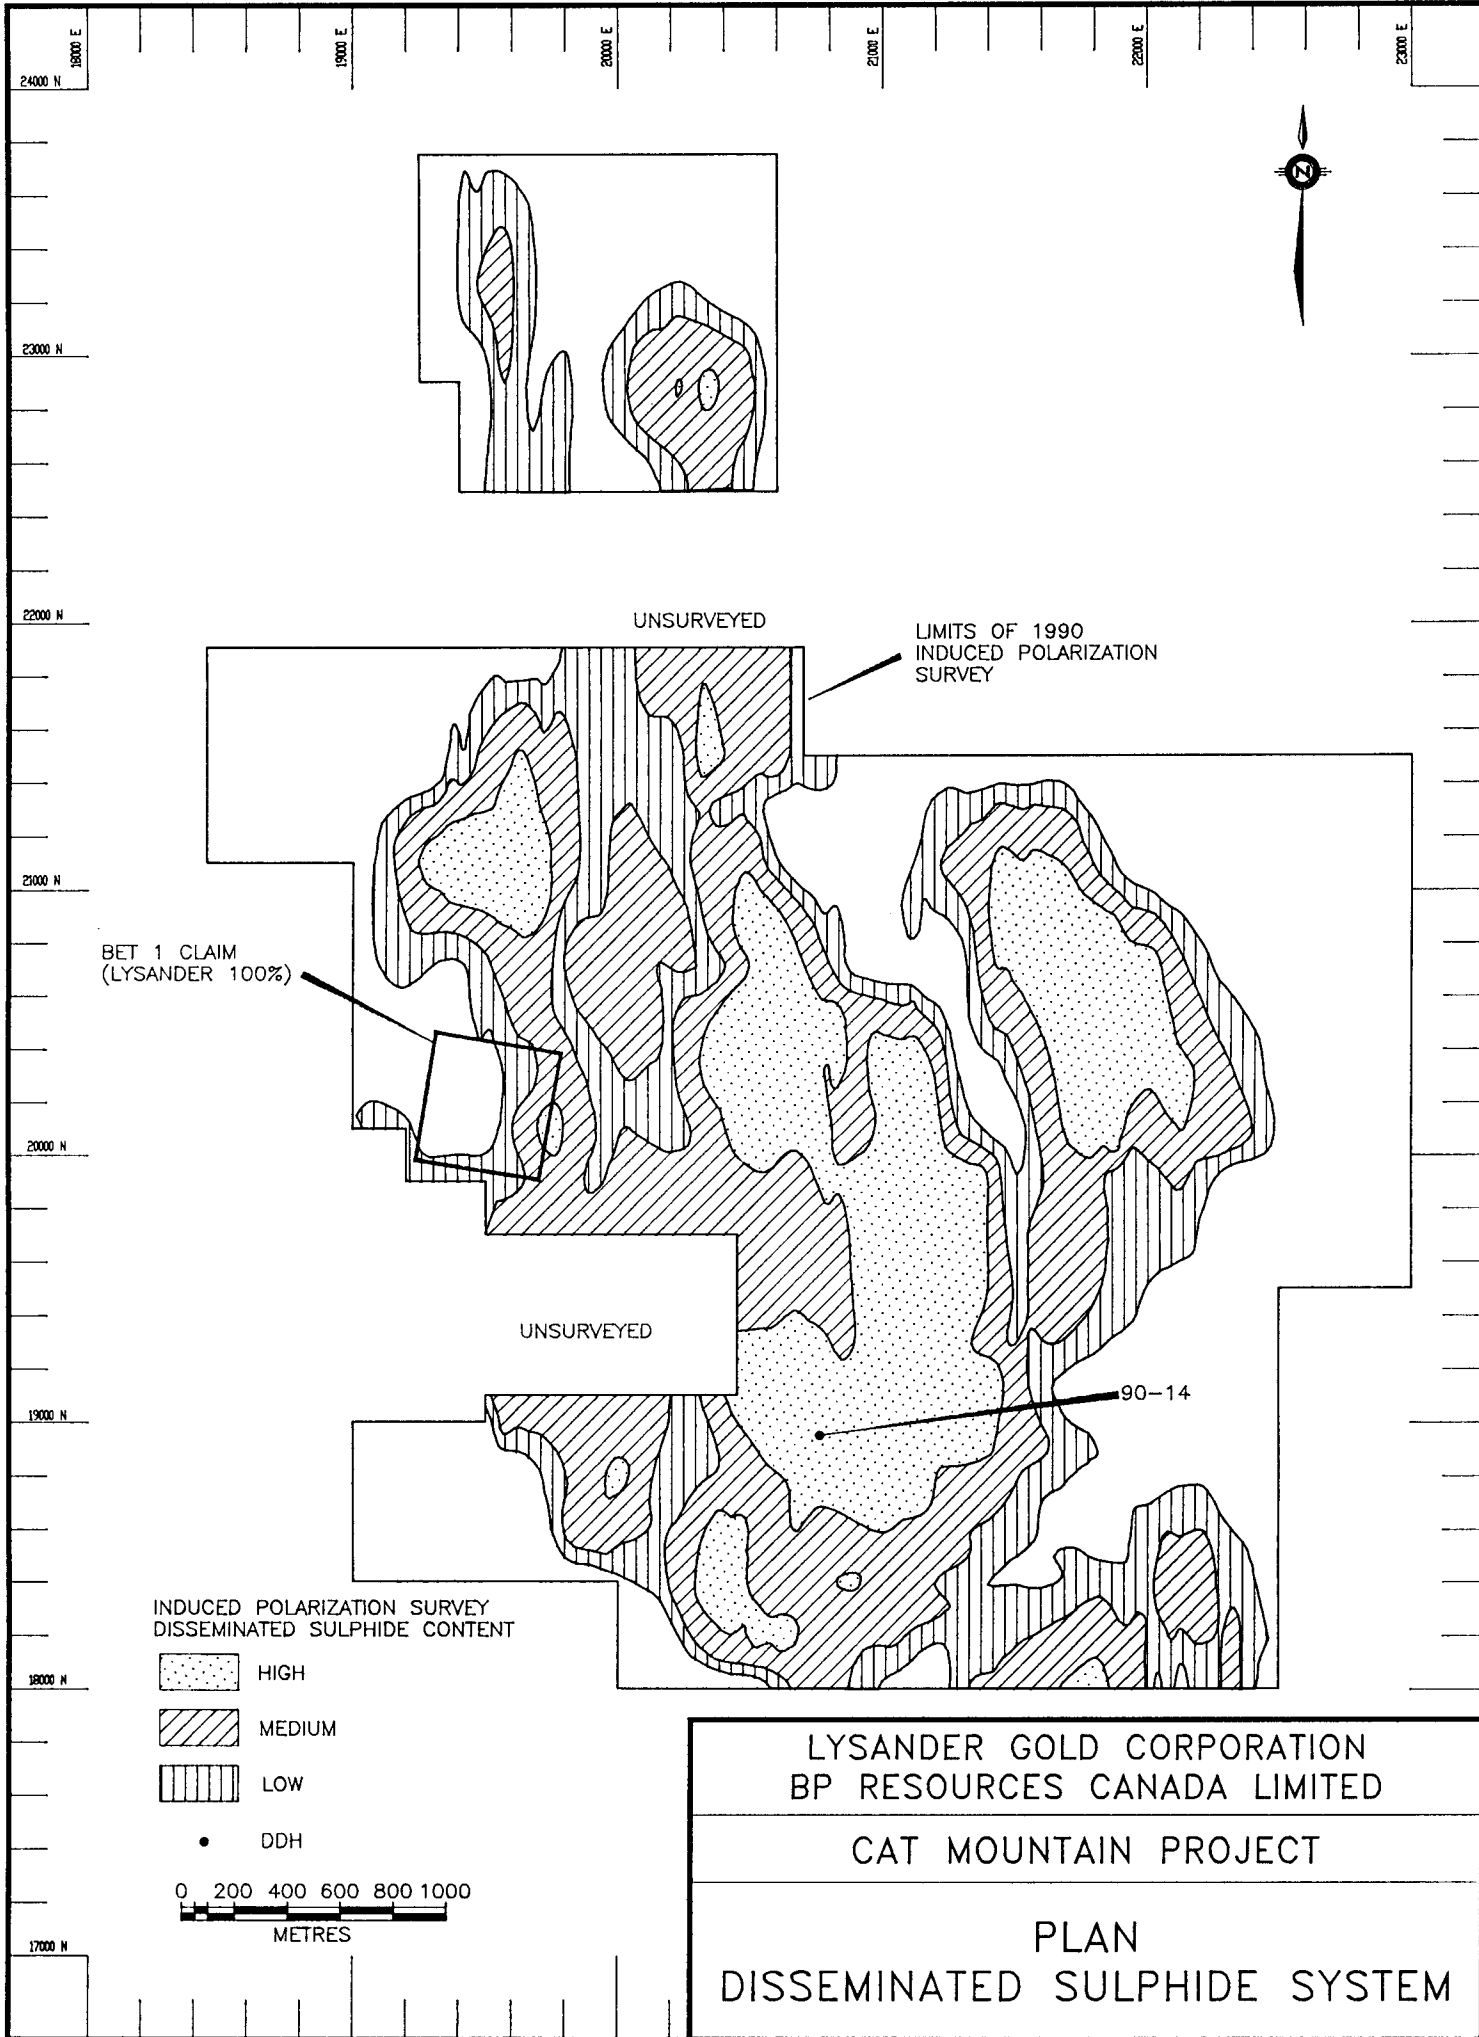 18000 E
19000 E
20000 E
21000 E
22000 E
23000 E
24000 N
N
23000 N
22000 N
UNSURVEYED
LIMITS OF 1990
INDUCED POLARIZATION
SURVEY
21000 N
BET 1 CLAIM
(LYSANDER 100%)
20000 N
UNSURVEYED
90-14
19000 N
INDUCED POLARIZATION SURVEY
DISSEMINATED SULPHIDE CONTENT
HIGH
18000 N
MEDIUM
LOW
DDH
0 200 400 600 800 1000
METRES
17000 N
LYSANDER GOLD CORPORATION
BP RESOURCES CANADA LIMITED
CAT MOUNTAIN PROJECT
PLAN
DISSEMINATED SULPHIDE SYSTEM